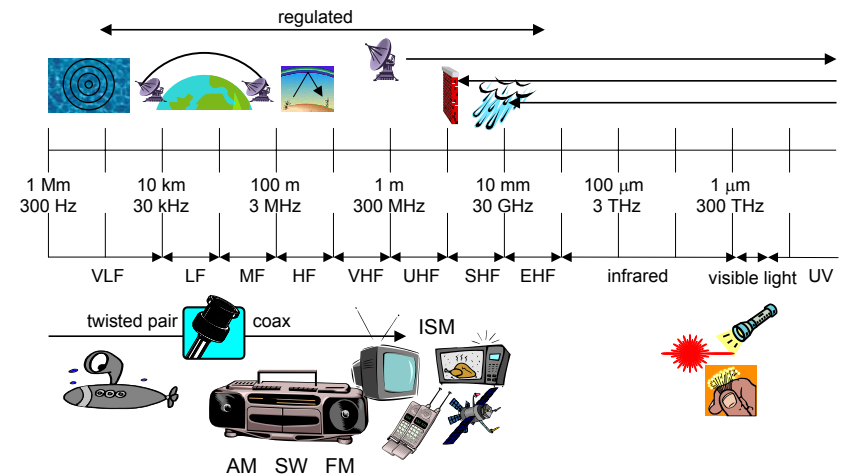 regulated
1 Mm 10 km 100 m 1 m 10 mm 100 μm 1 μm
300 Hz 30 kHz 3 MHz 300 MHz 30 GHz 3 THz 300 THz
VLF LF MF HF VHF UHF SHF EHF infrared visible light UV
twisted pair coax ISM
AM SW FM